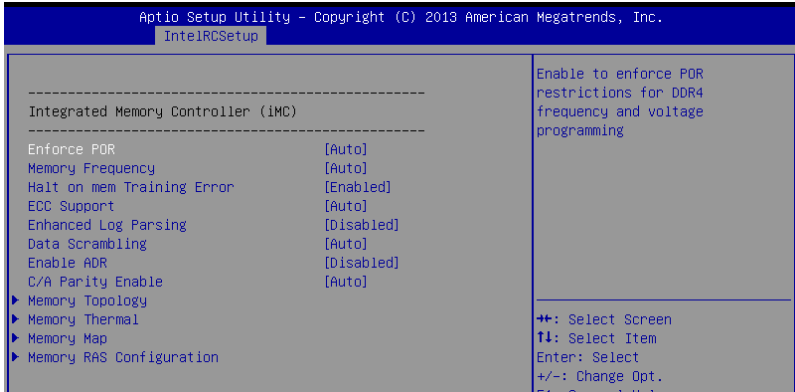 Aptio Setup Utility – Copyright (C) 2013 American Megatrends, Inc.
IntelRCSetup
--------------------------------------------------
Integrated Memory Controller (iMC)
--------------------------------------------------
Enforce POR [Auto]
Memory Frequency [Auto]
Halt on mem Training Error [Enabled]
ECC Support [Auto]
Enhanced Log Parsing [Disabled]
Data Scrambling [Auto]
Enable ADR [Disabled]
C/A Parity Enable [Auto]
Memory Topology
Memory Thermal
Memory Map
Memory RAS Configuration
Enable to enforce POR
restrictions for DDR4
frequency and voltage
programming
→←: Select Screen
↑↓: Select Item
Enter: Select
+/-: Change Opt.